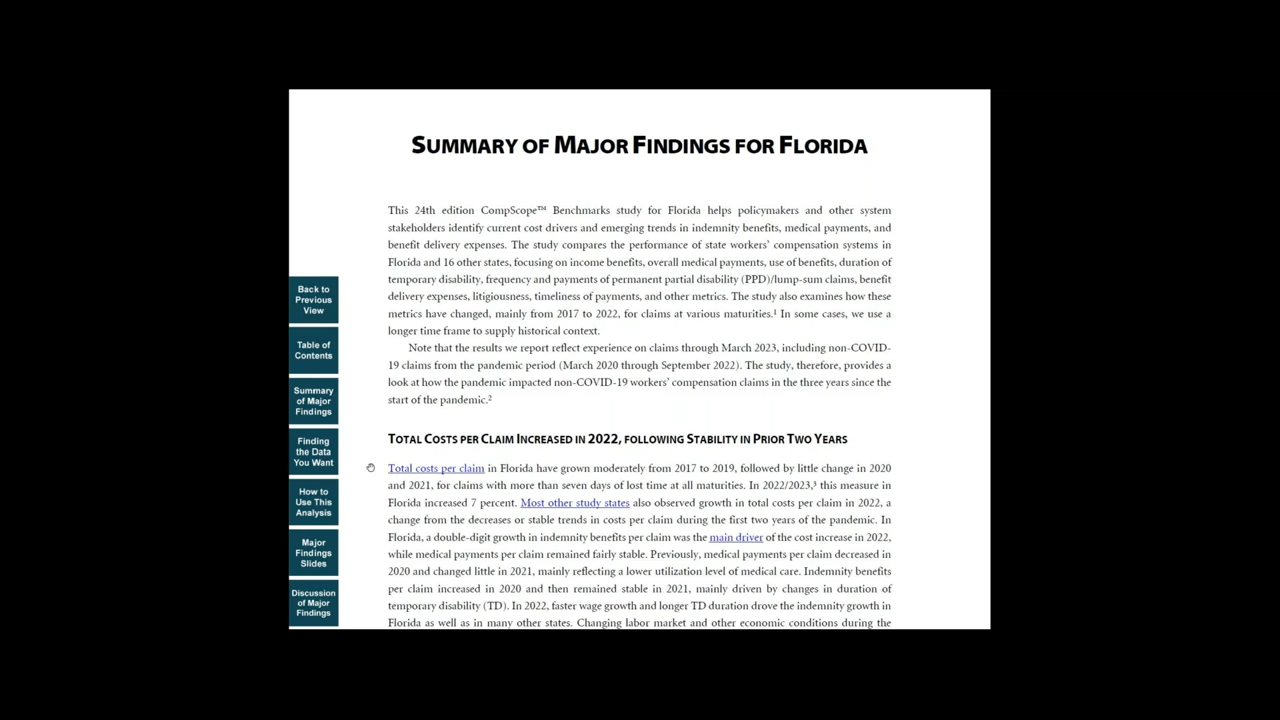 SUMMARY OF MAJOR FINDINGS FOR FLORIDA
This 24th edition CompScope™ Benchmarks study for Florida helps policymakers and other system
stakeholders identify current cost drivers and emerging trends in indemnity benefits, medical payments, and
benefit delivery expenses. The study compares the performance of state workers' compensation systems in
Florida and 16 other states, focusing on income benefits, overall medical payments, use of benefits, duration of
temporary disability, frequency and payments of permanent partial disability (PPD)/lump-sum claims, benefit
delivery expenses, litigiousness, timeliness of payments, and other metrics. The study also examines how these
metrics have changed, mainly from 2017 to 2022, for claims at various maturities.¹ In some cases, we use a
longer time frame to supply historical context.
Note that the results we report reflect experience on claims through March 2023, including non-COVID-
19 claims from the pandemic period (March 2020 through September 2022). The study, therefore, provides a
look at how the pandemic impacted non-COVID-19 workers' compensation claims in the three years since the
start of the pandemic.²
TOTAL COSTS PER CLAIM INCREASED IN 2022, FOLLOWING STABILITY IN PRIOR TWO YEARS
Total costs per claim in Florida have grown moderately from 2017 to 2019, followed by little change in 2020
and 2021, for claims with more than seven days of lost time at all maturities. In 2022/2023,³ this measure in
Florida increased 7 percent. Most other study states also observed growth in total costs per claim in 2022, a
change from the decreases or stable trends in costs per claim during the first two years of the pandemic. In
Florida, a double-digit growth in indemnity benefits per claim was the main driver of the cost increase in 2022,
while medical payments per claim remained fairly stable. Previously, medical payments per claim decreased in
2020 and changed little in 2021, mainly reflecting a lower utilization level of medical care. Indemnity benefits
per claim increased in 2020 and then remained stable in 2021, mainly driven by changes in duration of
temporary disability (TD). In 2022, faster wage growth and longer TD duration drove the indemnity growth in
Florida as well as in many other states. Changing labor market and other economic conditions during the
Back to
Previous
View
Table of
Contents
Summary
of Major
Findings
Finding
the Data
You Want
How to
Use This
Analysis
Major
Findings
Slides
Discussion
of Major
Findings